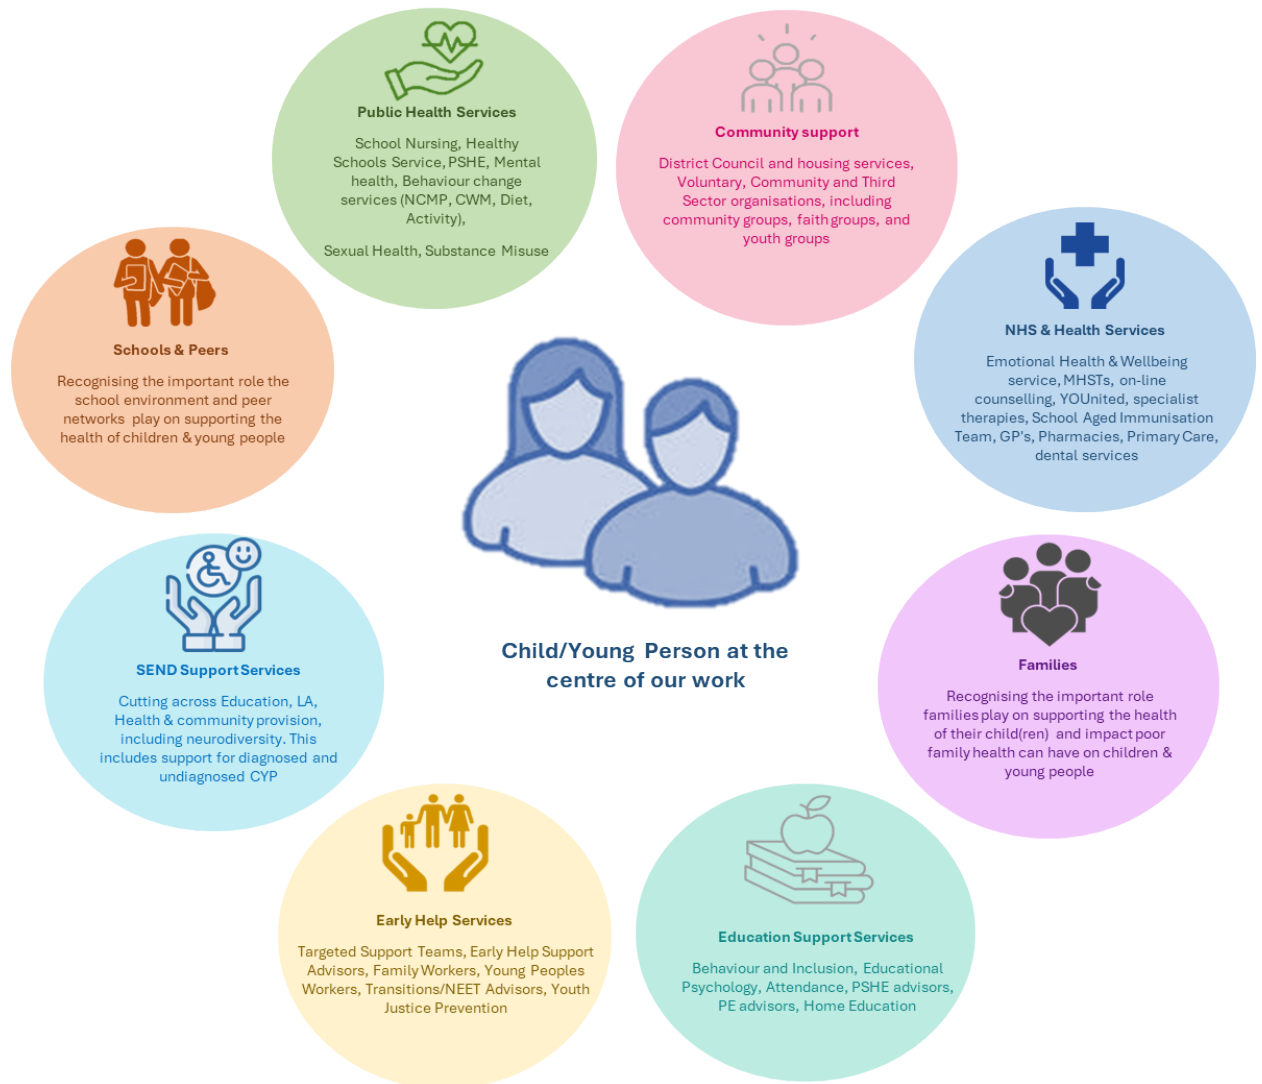 Public Health Services
School Nursing, Healthy
Schools Service, PSHE, Mental
health, Behaviour change
services (NCMP, CWM, Diet,
Activity),
Sexual Health, Substance Misuse
Community support
District Council and housing services,
Voluntary, Community and Third
Sector organisations, including
community groups, faith groups, and
youth groups
NHS & Health Services
Emotional Health & Wellbeing
service, MHSTs, on-line
counselling, YOUnited, specialist
therapies, School Aged Immunisation
Team, GP's, Pharmacies, Primary Care,
dental services
Schools & Peers
Recognising the important role the
school environment and peer
networks play on supporting the
health of children & young people
Child/Young Person at the
centre of our work
SEND Support Services
Cutting across Education, LA,
Health & community provision,
including neurodiversity. This
includes support for diagnosed and
undiagnosed CYP
Families
Recognising the important role
families play on supporting the health
of their child(ren) and impact poor
family health can have on children &
young people
Early Help Services
Targeted Support Teams, Early Help Support
Advisors, Family Workers, Young Peoples
Workers, Transitions/NEET Advisors, Youth
Justice Prevention
Education Support Services
Behaviour and Inclusion, Educational
Psychology, Attendance, PSHE advisors,
PE advisors, Home Education